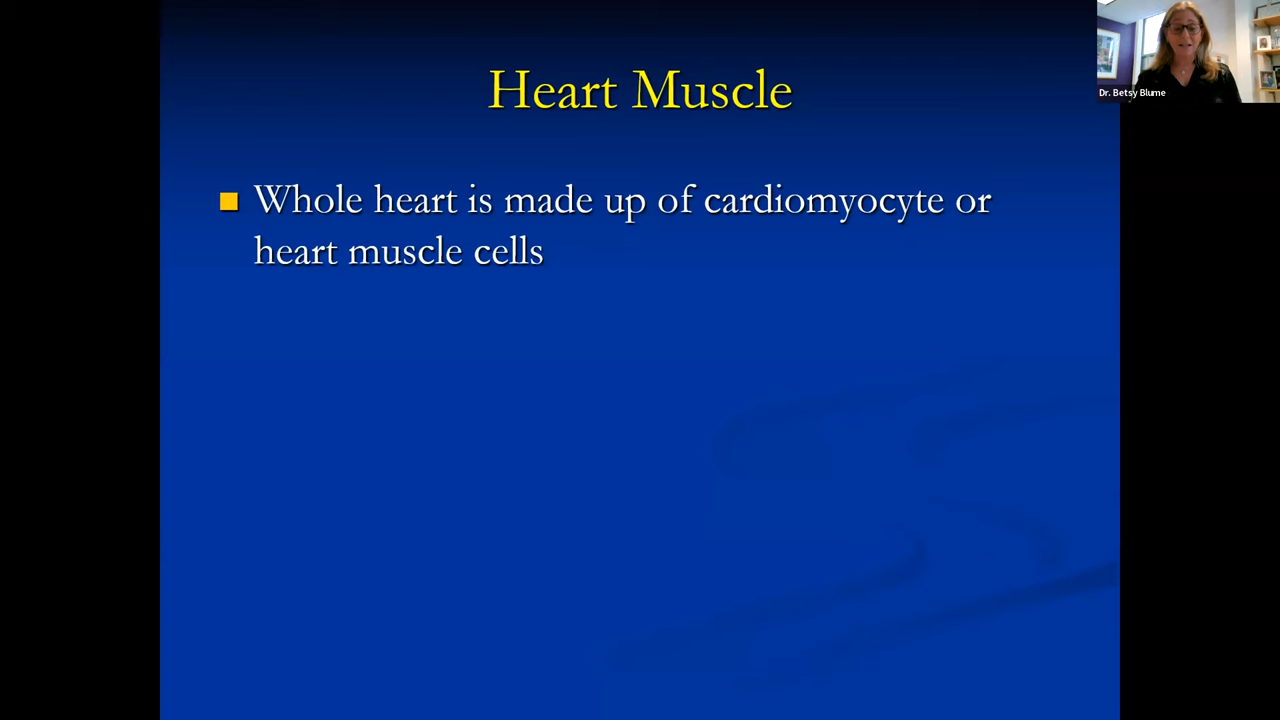 Heart Muscle
Whole heart is made up of cardiomyocyte or
heart muscle cells
Dr. Betsy Blume